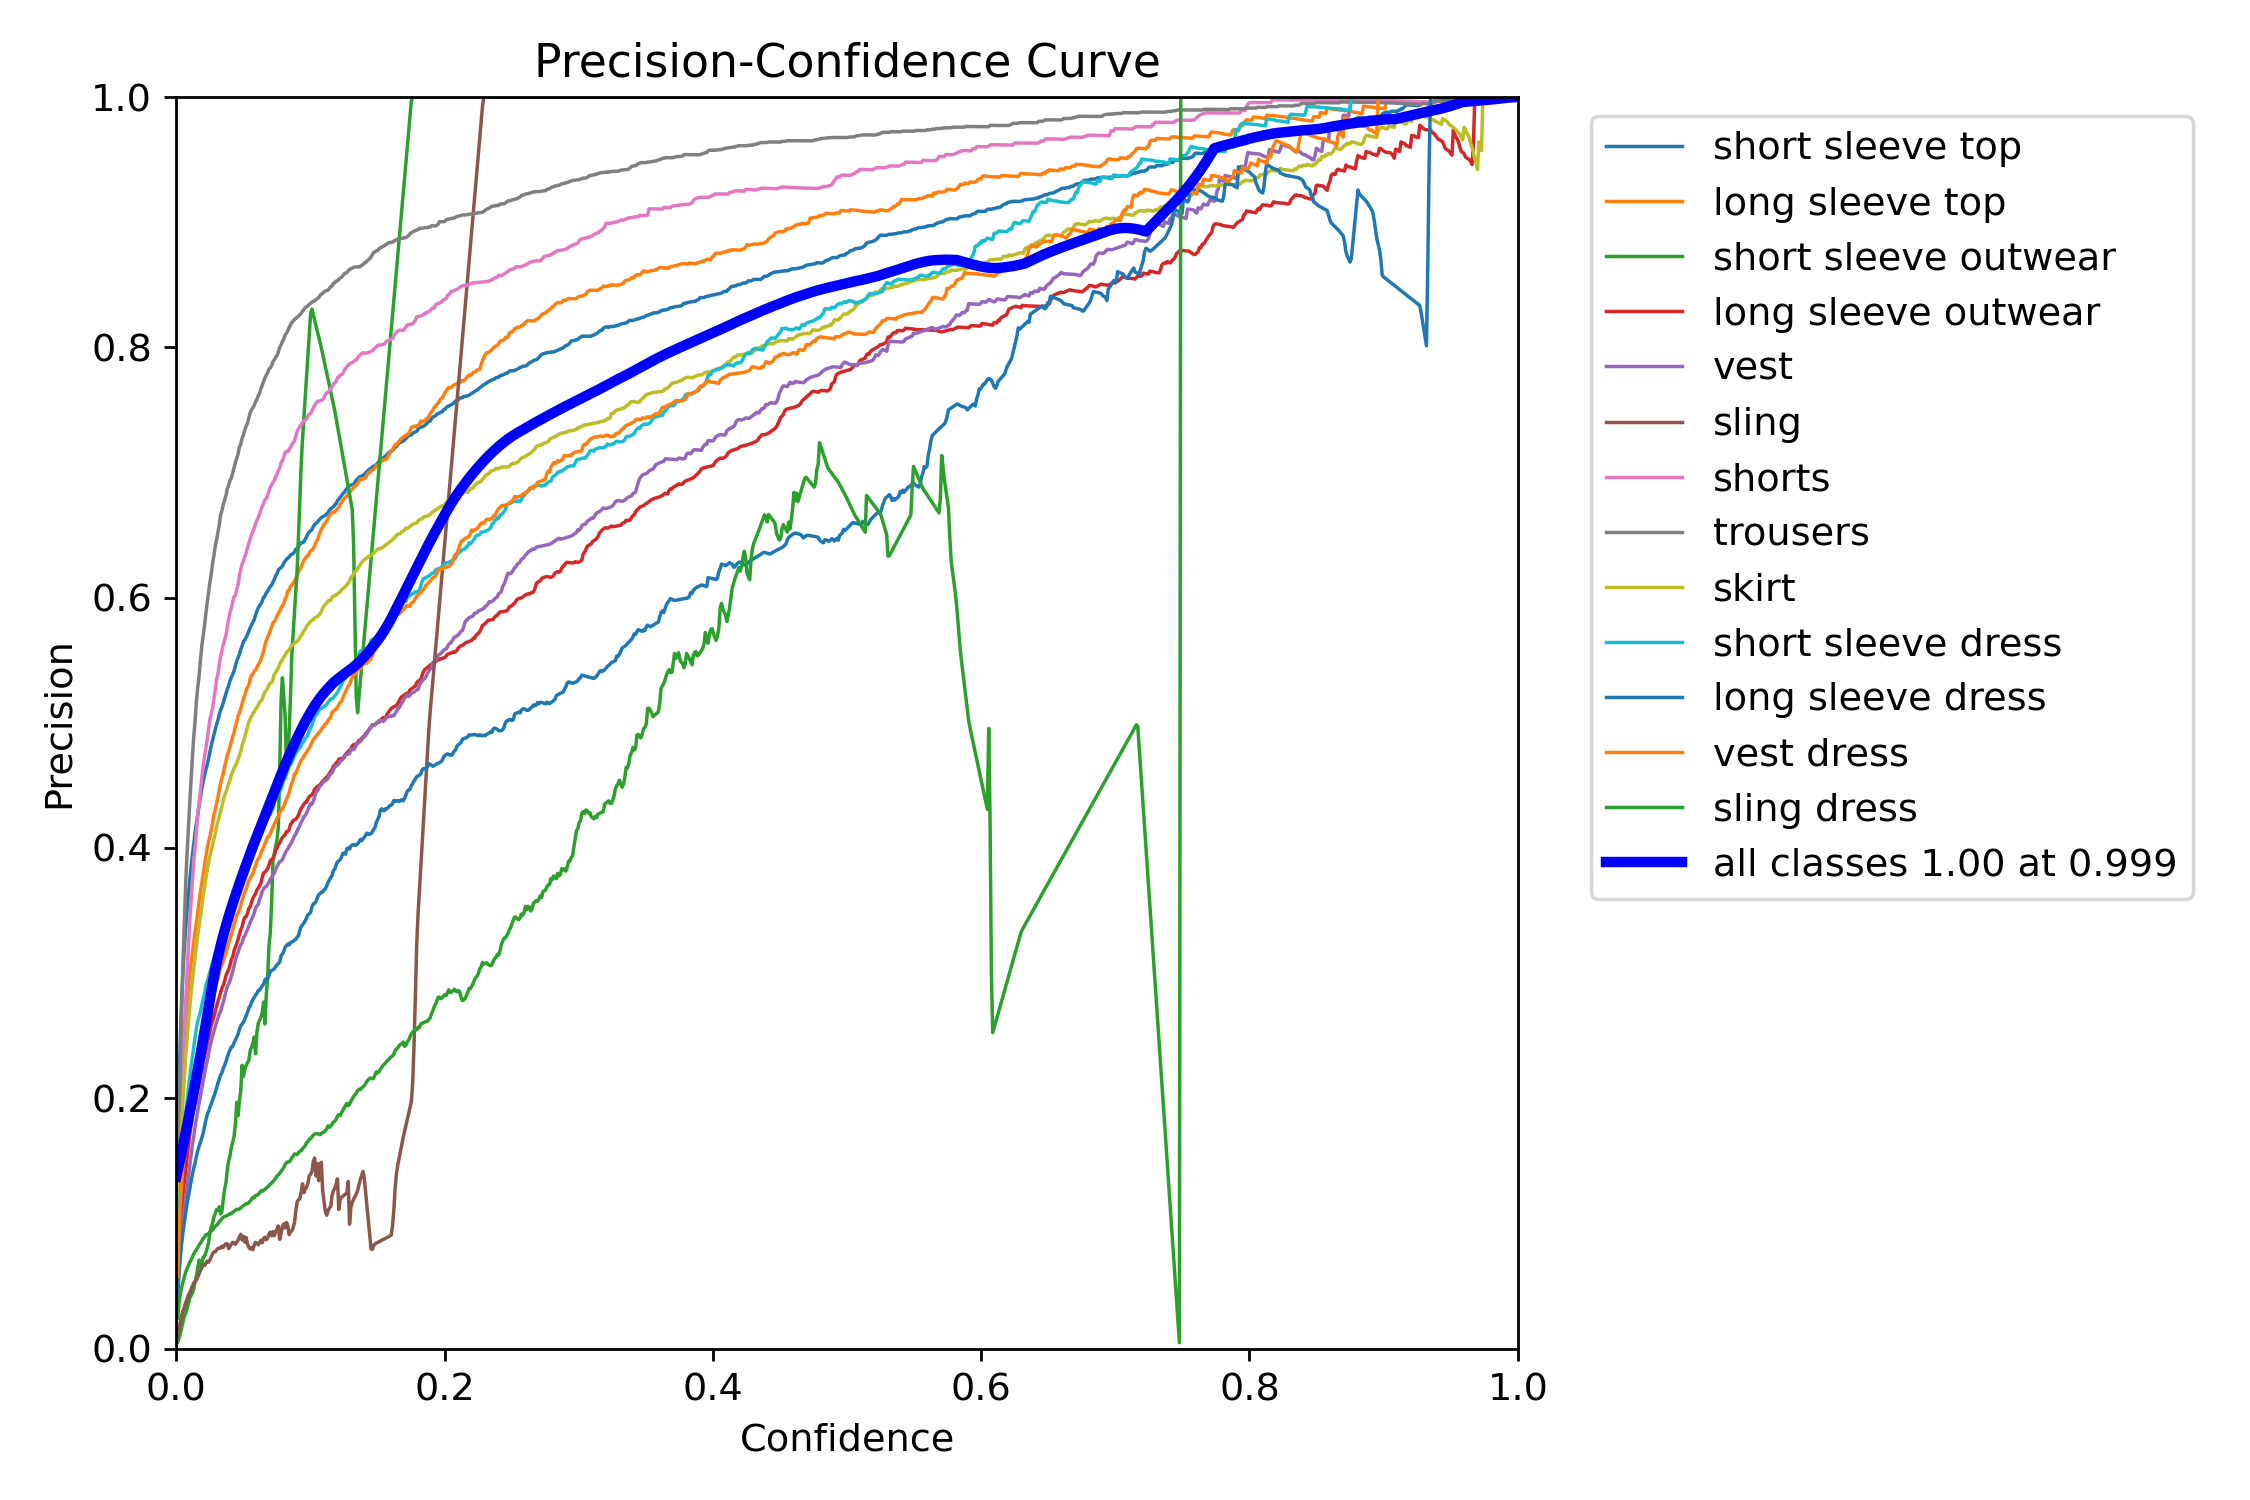 Precision-Confidence Curve
1.0
0.8
0.6
0.4
0.2
0.0
Precision
0.0 0.2 0.4 0.6 0.8 1.0
Confidence
short sleeve top
long sleeve top
short sleeve outwear
long sleeve outwear
vest
sling
shorts
trousers
skirt
short sleeve dress
long sleeve dress
vest dress
sling dress
all classes 1.00 at 0.999